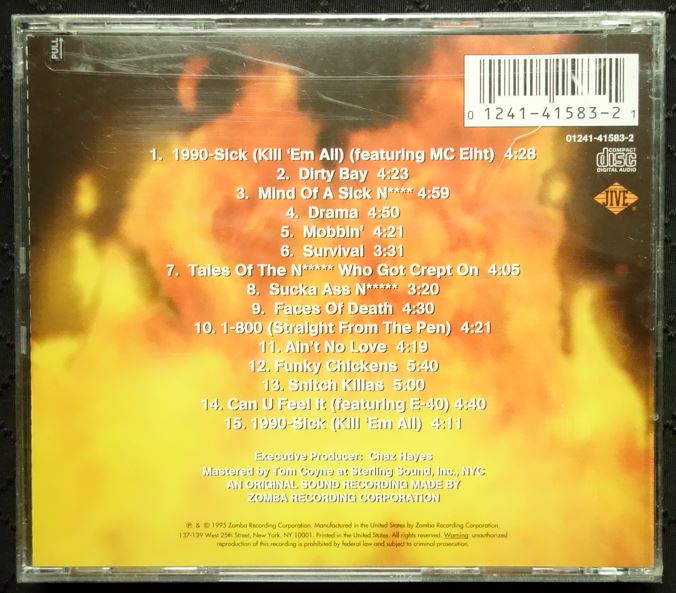 PULL
0 1241-41583-2 1
01241-41583-2
COMPACT
disc
DIGITAL AUDIO
JIVE
1. 1990-Sick (Kill 'Em All) (featuring MC Eiht) 4:28
2. Dirty Bay 4:23
3. Mind Of A Sick N**** 4:59
4. Drama 4:50
5. Mobbin' 4:21
6. Survival 3:31
7. Tales Of The N***** Who Got Crept On 4:05
8. Sucka Ass N***** 3:20
9. Faces Of Death 4:30
10. 1-800 (Straight From The Pen) 4:21
11. Ain't No Love 4:19
12. Funky Chickens 5:40
13. Snitch Killas 5:00
14. Can U Feel It (featuring E-40) 4:40
15. 1990-Sick (Kill 'Em All) 4:11
Executive Producer: Chaz Hayes
Mastered by Tom Coyne at Sterling Sound, Inc., NYC
AN ORIGINAL SOUND RECORDING MADE BY
ZOMBA RECORDING CORPORATION
℗ & © 1995 Zomba Recording Corporation. Manufactured in the United States by Zomba Recording Corporation,
137-139 West 25th Street, New York, NY 10001. Printed in the United States. All rights reserved. Warning: unauthorized
reproduction of this recording is prohibited by federal law and subject to criminal prosecution.